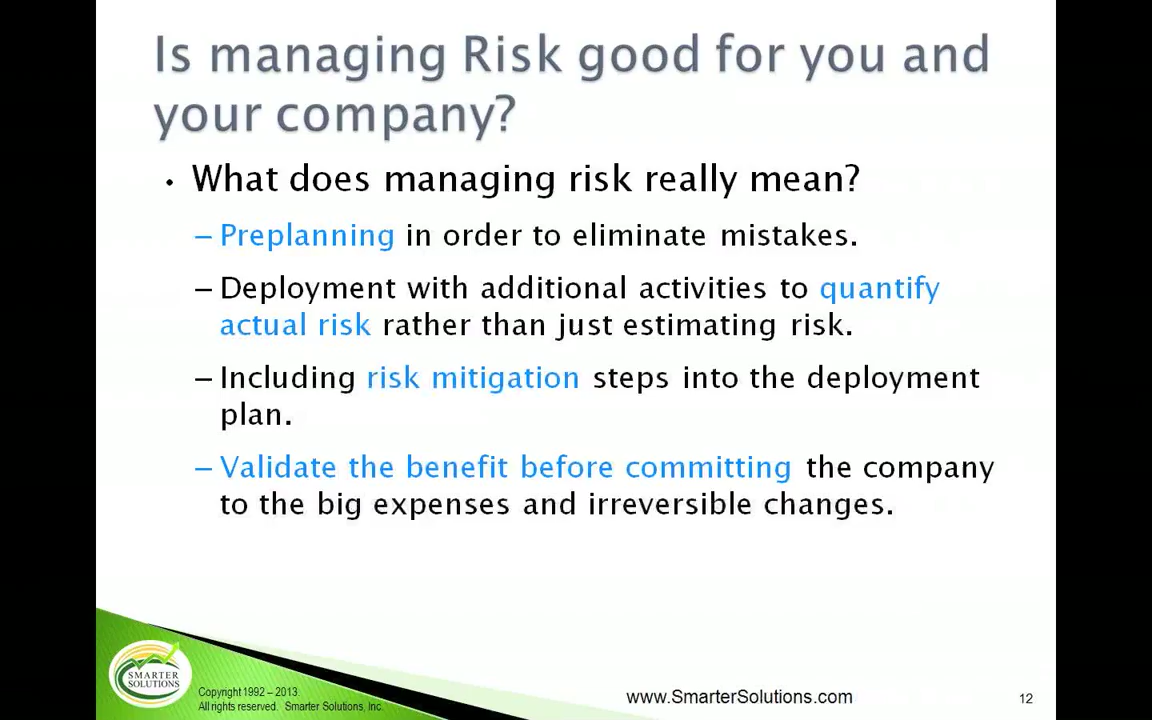 Is managing Risk good for you and
your company?
• What does managing risk really mean?
– Preplanning in order to eliminate mistakes.
– Deployment with additional activities to quantify
actual risk rather than just estimating risk.
– Including risk mitigation steps into the deployment
plan.
– Validate the benefit before committing the company
to the big expenses and irreversible changes.
SMARTER
SOLUTIONS
Copyright 1992 – 2013.
All rights reserved. Smarter Solutions, Inc.
www.SmarterSolutions.com
12